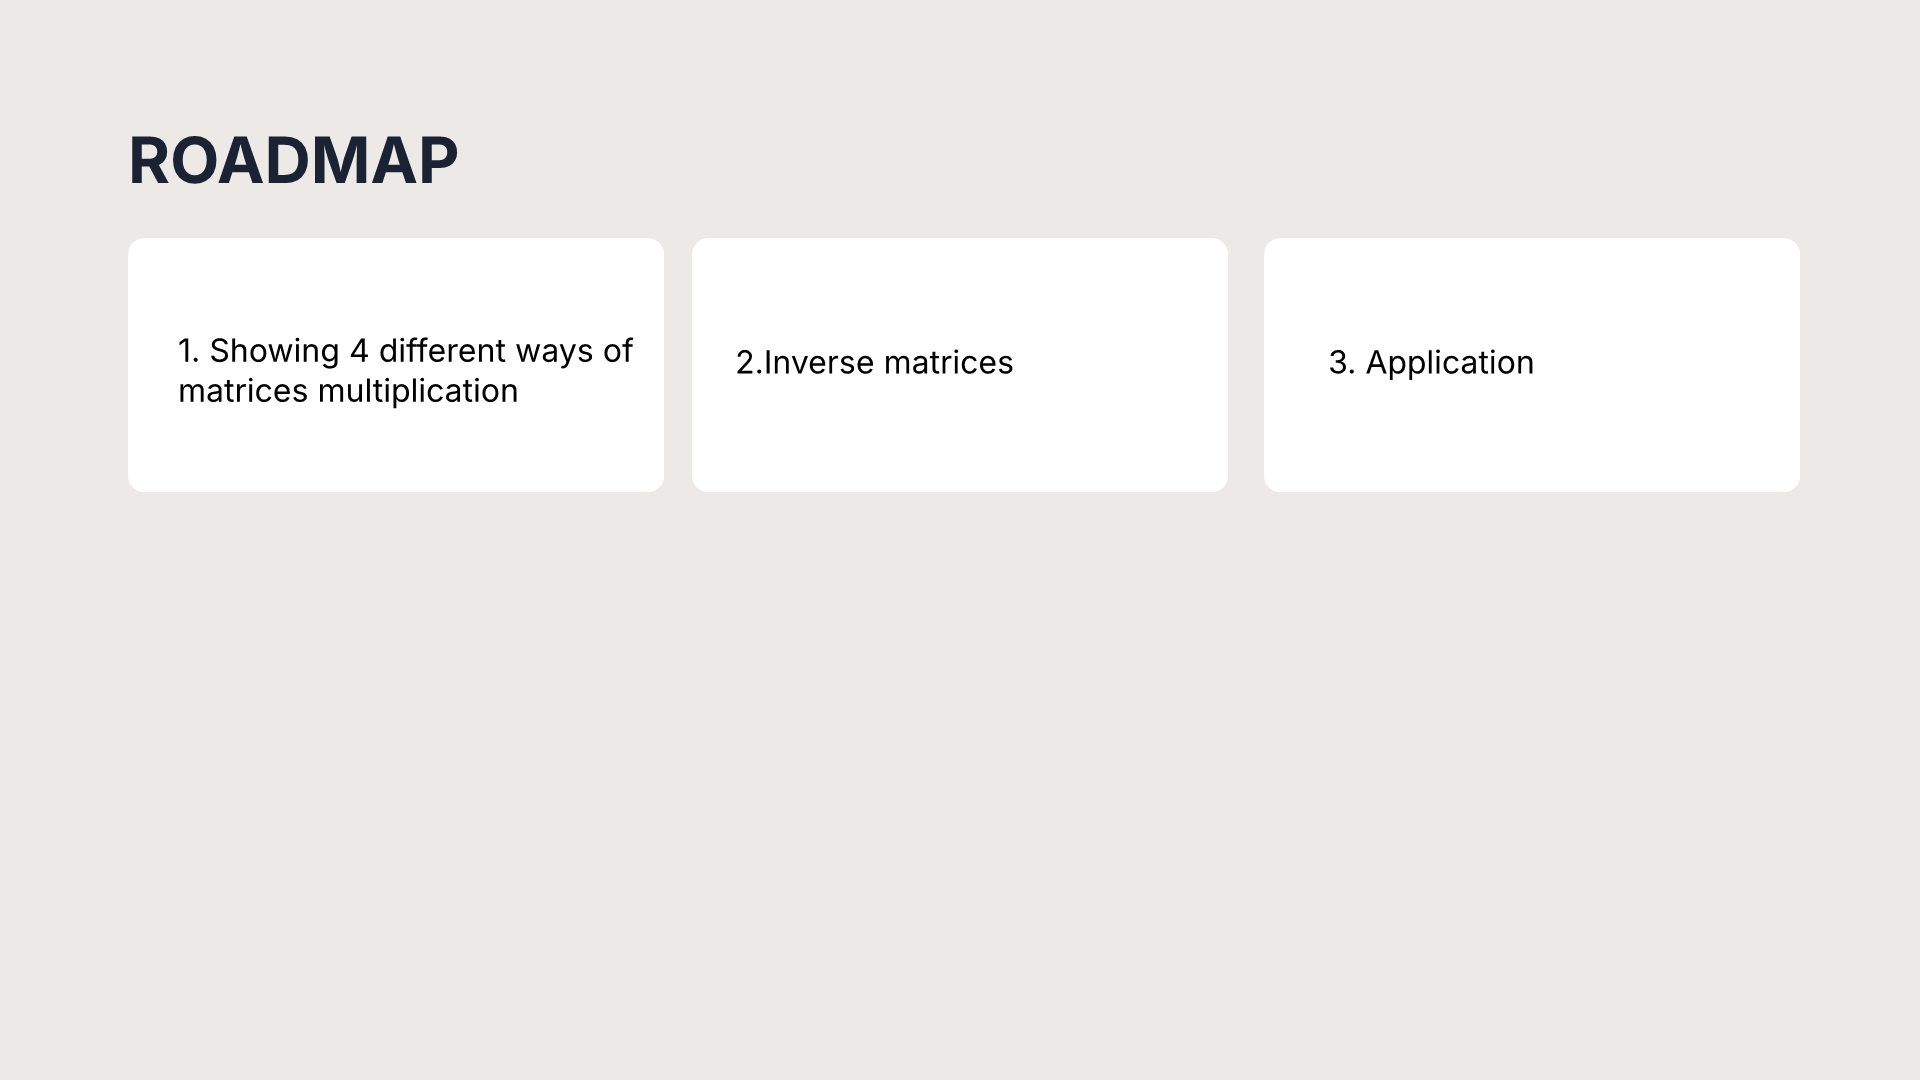 ROADMAP
1. Showing 4 different ways of
matrices multiplication
2.Inverse matrices
3. Application